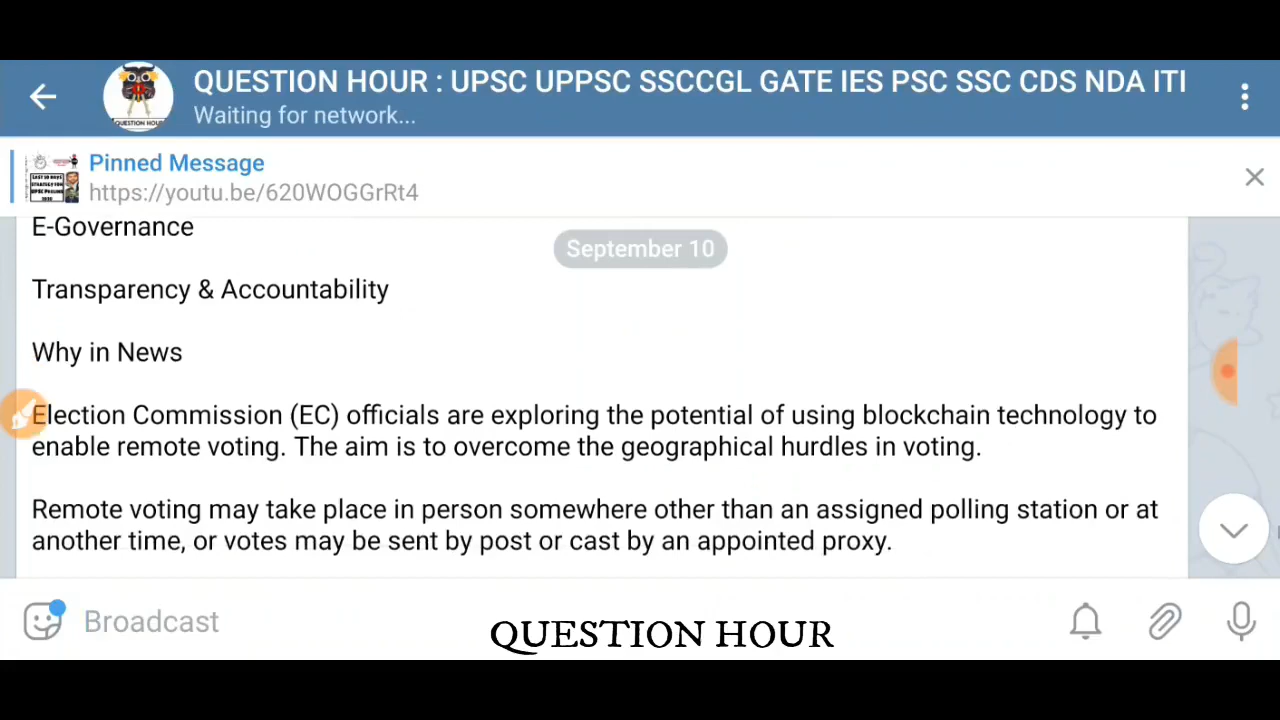 QUESTION HOUR : UPSC UPPSC SSCCGL GATE IES PSC SSC CDS NDA ITI
Waiting for network...
QUESTION HOUR
Pinned Message
https://youtu.be/620WOGGrRt4
E-Governance
September 10
Transparency & Accountability
Why in News
Election Commission (EC) officials are exploring the potential of using blockchain technology to
enable remote voting. The aim is to overcome the geographical hurdles in voting.
Remote voting may take place in person somewhere other than an assigned polling station or at
another time, or votes may be sent by post or cast by an appointed proxy.
Broadcast
QUESTION HOUR